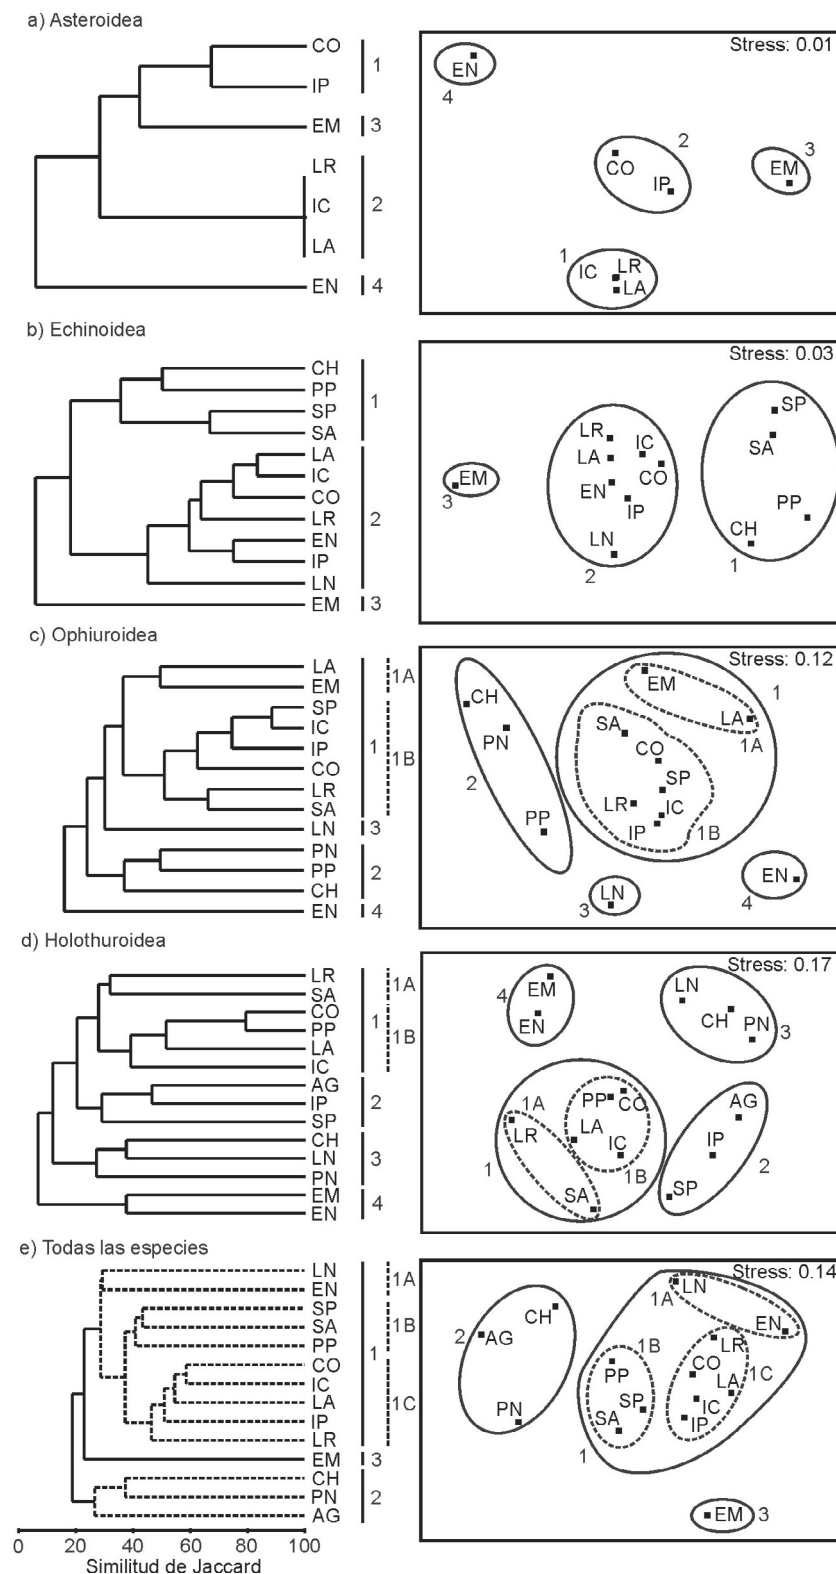 a) Asteroidea
CO
IP
EM
LR
IC
LA
EN
1
3
2
4
Stress: 0.01
EN
4
CO
IP
2
EM
3
1
IC
LR
LA
b) Echinoidea
CH
PP
SP
SA
LA
IC
CO
LR
EN
IP
LN
EM
1
2
3
Stress: 0.03
EM
3
LR
IC
LA
CO
EN
IP
LN
2
SP
SA
PP
CH
1
c) Ophiuroidea
LA
EM
SP
IC
IP
CO
LR
SA
LN
PN
PP
CH
EN
1
3
2
4
1A
1B
Stress: 0.12
CH
PN
2
PP
EM
1
LA
1A
SA
CO
SP
LR
IC
IP
1B
LN
3
EN
4
d) Holothuroidea
LR
SA
CO
PP
LA
IC
AG
IP
SP
CH
LN
PN
EM
EN
1
2
3
4
1A
1B
Stress: 0.17
4
EM
EN
LN
CH
PN
3
1A
PP
CO
LR
LA
IC
1
1B
SA
AG
IP
2
SP
e) Todas las especies
LN
EN
SP
SA
PP
CO
IC
LA
IP
LR
EM
CH
PN
AG
1
3
2
1A
1B
1C
Stress: 0.14
CH
2
AG
PN
LN
1A
EN
1B
LR
PP
CO
LA
1C
SP
IC
SA
IP
1
EM
3
0 20 40 60 80 100
Similitud de Jaccard